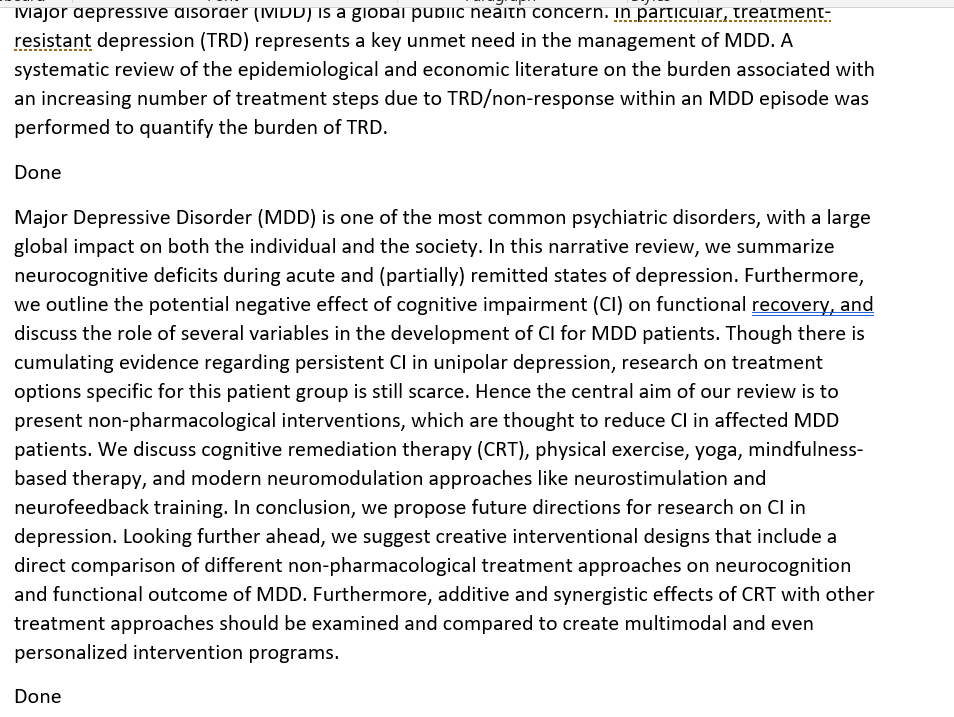 Major depressive disorder (MDD) is a global public health concern. In particular, treatment-
resistant depression (TRD) represents a key unmet need in the management of MDD. A
systematic review of the epidemiological and economic literature on the burden associated with
an increasing number of treatment steps due to TRD/non-response within an MDD episode was
performed to quantify the burden of TRD.
Done
Major Depressive Disorder (MDD) is one of the most common psychiatric disorders, with a large
global impact on both the individual and the society. In this narrative review, we summarize
neurocognitive deficits during acute and (partially) remitted states of depression. Furthermore,
we outline the potential negative effect of cognitive impairment (CI) on functional recovery, and
discuss the role of several variables in the development of CI for MDD patients. Though there is
cumulating evidence regarding persistent CI in unipolar depression, research on treatment
options specific for this patient group is still scarce. Hence the central aim of our review is to
present non-pharmacological interventions, which are thought to reduce CI in affected MDD
patients. We discuss cognitive remediation therapy (CRT), physical exercise, yoga, mindfulness-
based therapy, and modern neuromodulation approaches like neurostimulation and
neurofeedback training. In conclusion, we propose future directions for research on CI in
depression. Looking further ahead, we suggest creative interventional designs that include a
direct comparison of different non-pharmacological treatment approaches on neurocognition
and functional outcome of MDD. Furthermore, additive and synergistic effects of CRT with other
treatment approaches should be examined and compared to create multimodal and even
personalized intervention programs.
Done